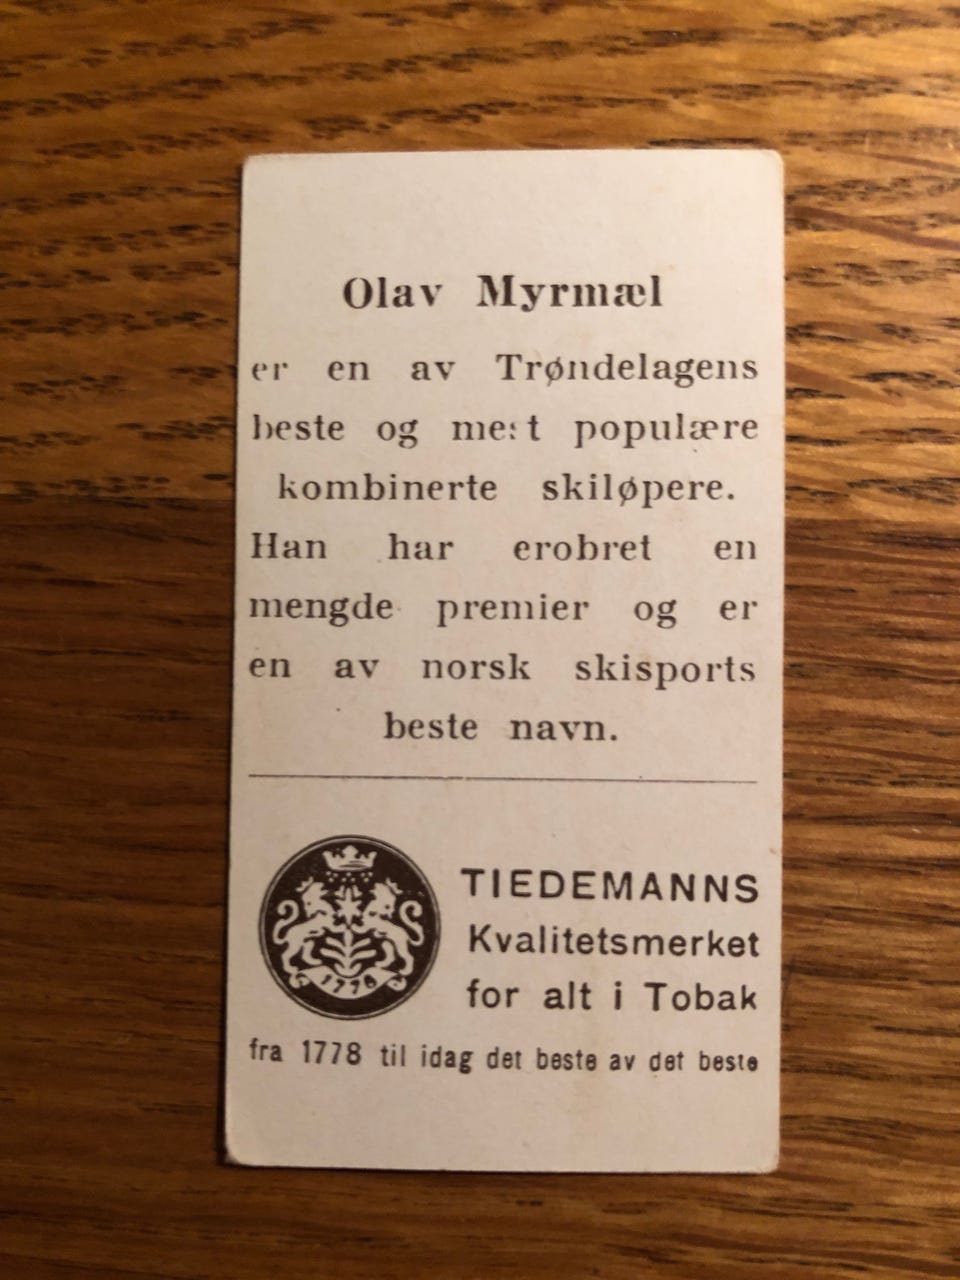 Olav Myrmæl
er en av Trøndelagens
beste og mest populære
kombinerte skiløpere.
Han har erobret en
mengde premier og er
en av norsk skisports
beste navn.
1778
TIEDEMANNS
Kvalitetsmerket
for alt i Tobak
fra 1778 til idag det beste av det beste